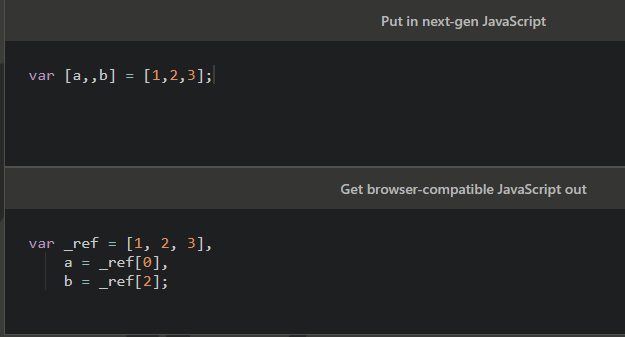 Put in next-gen JavaScript
var [a,,b] = [1,2,3];
Get browser-compatible JavaScript out
var _ref = [1, 2, 3],
    a = _ref[0],
    b = _ref[2];